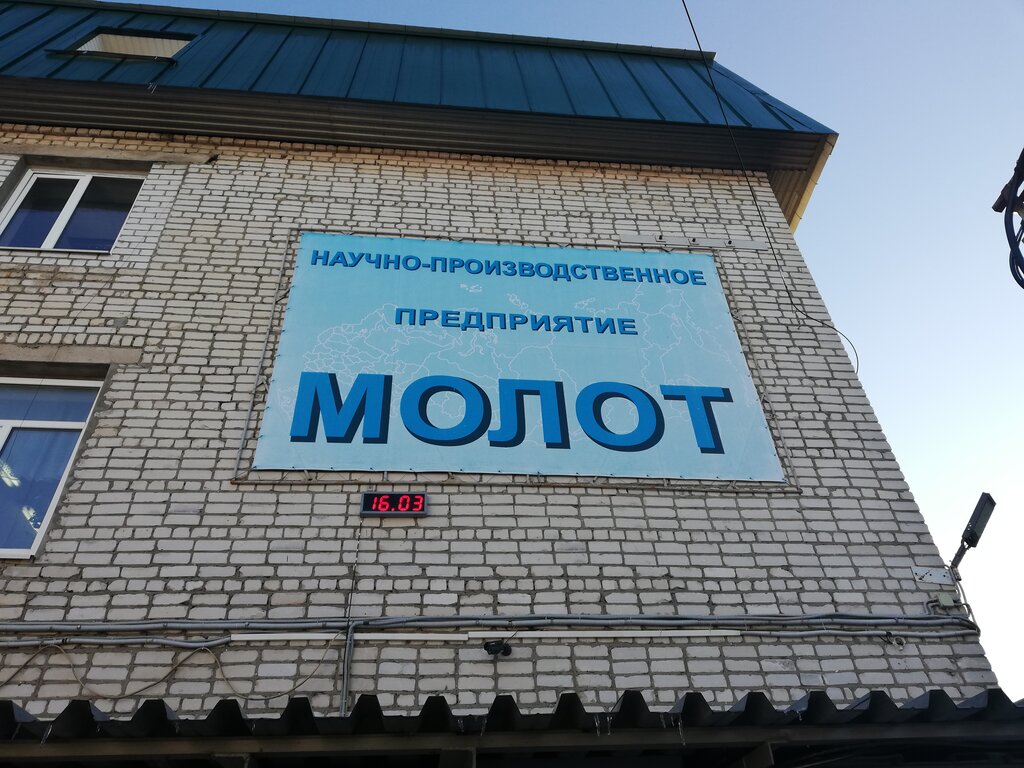 НАУЧНО-ПРОИЗВОДСТВЕННОЕ
ПРЕДПРИЯТИЕ
МОЛОТ
16.03